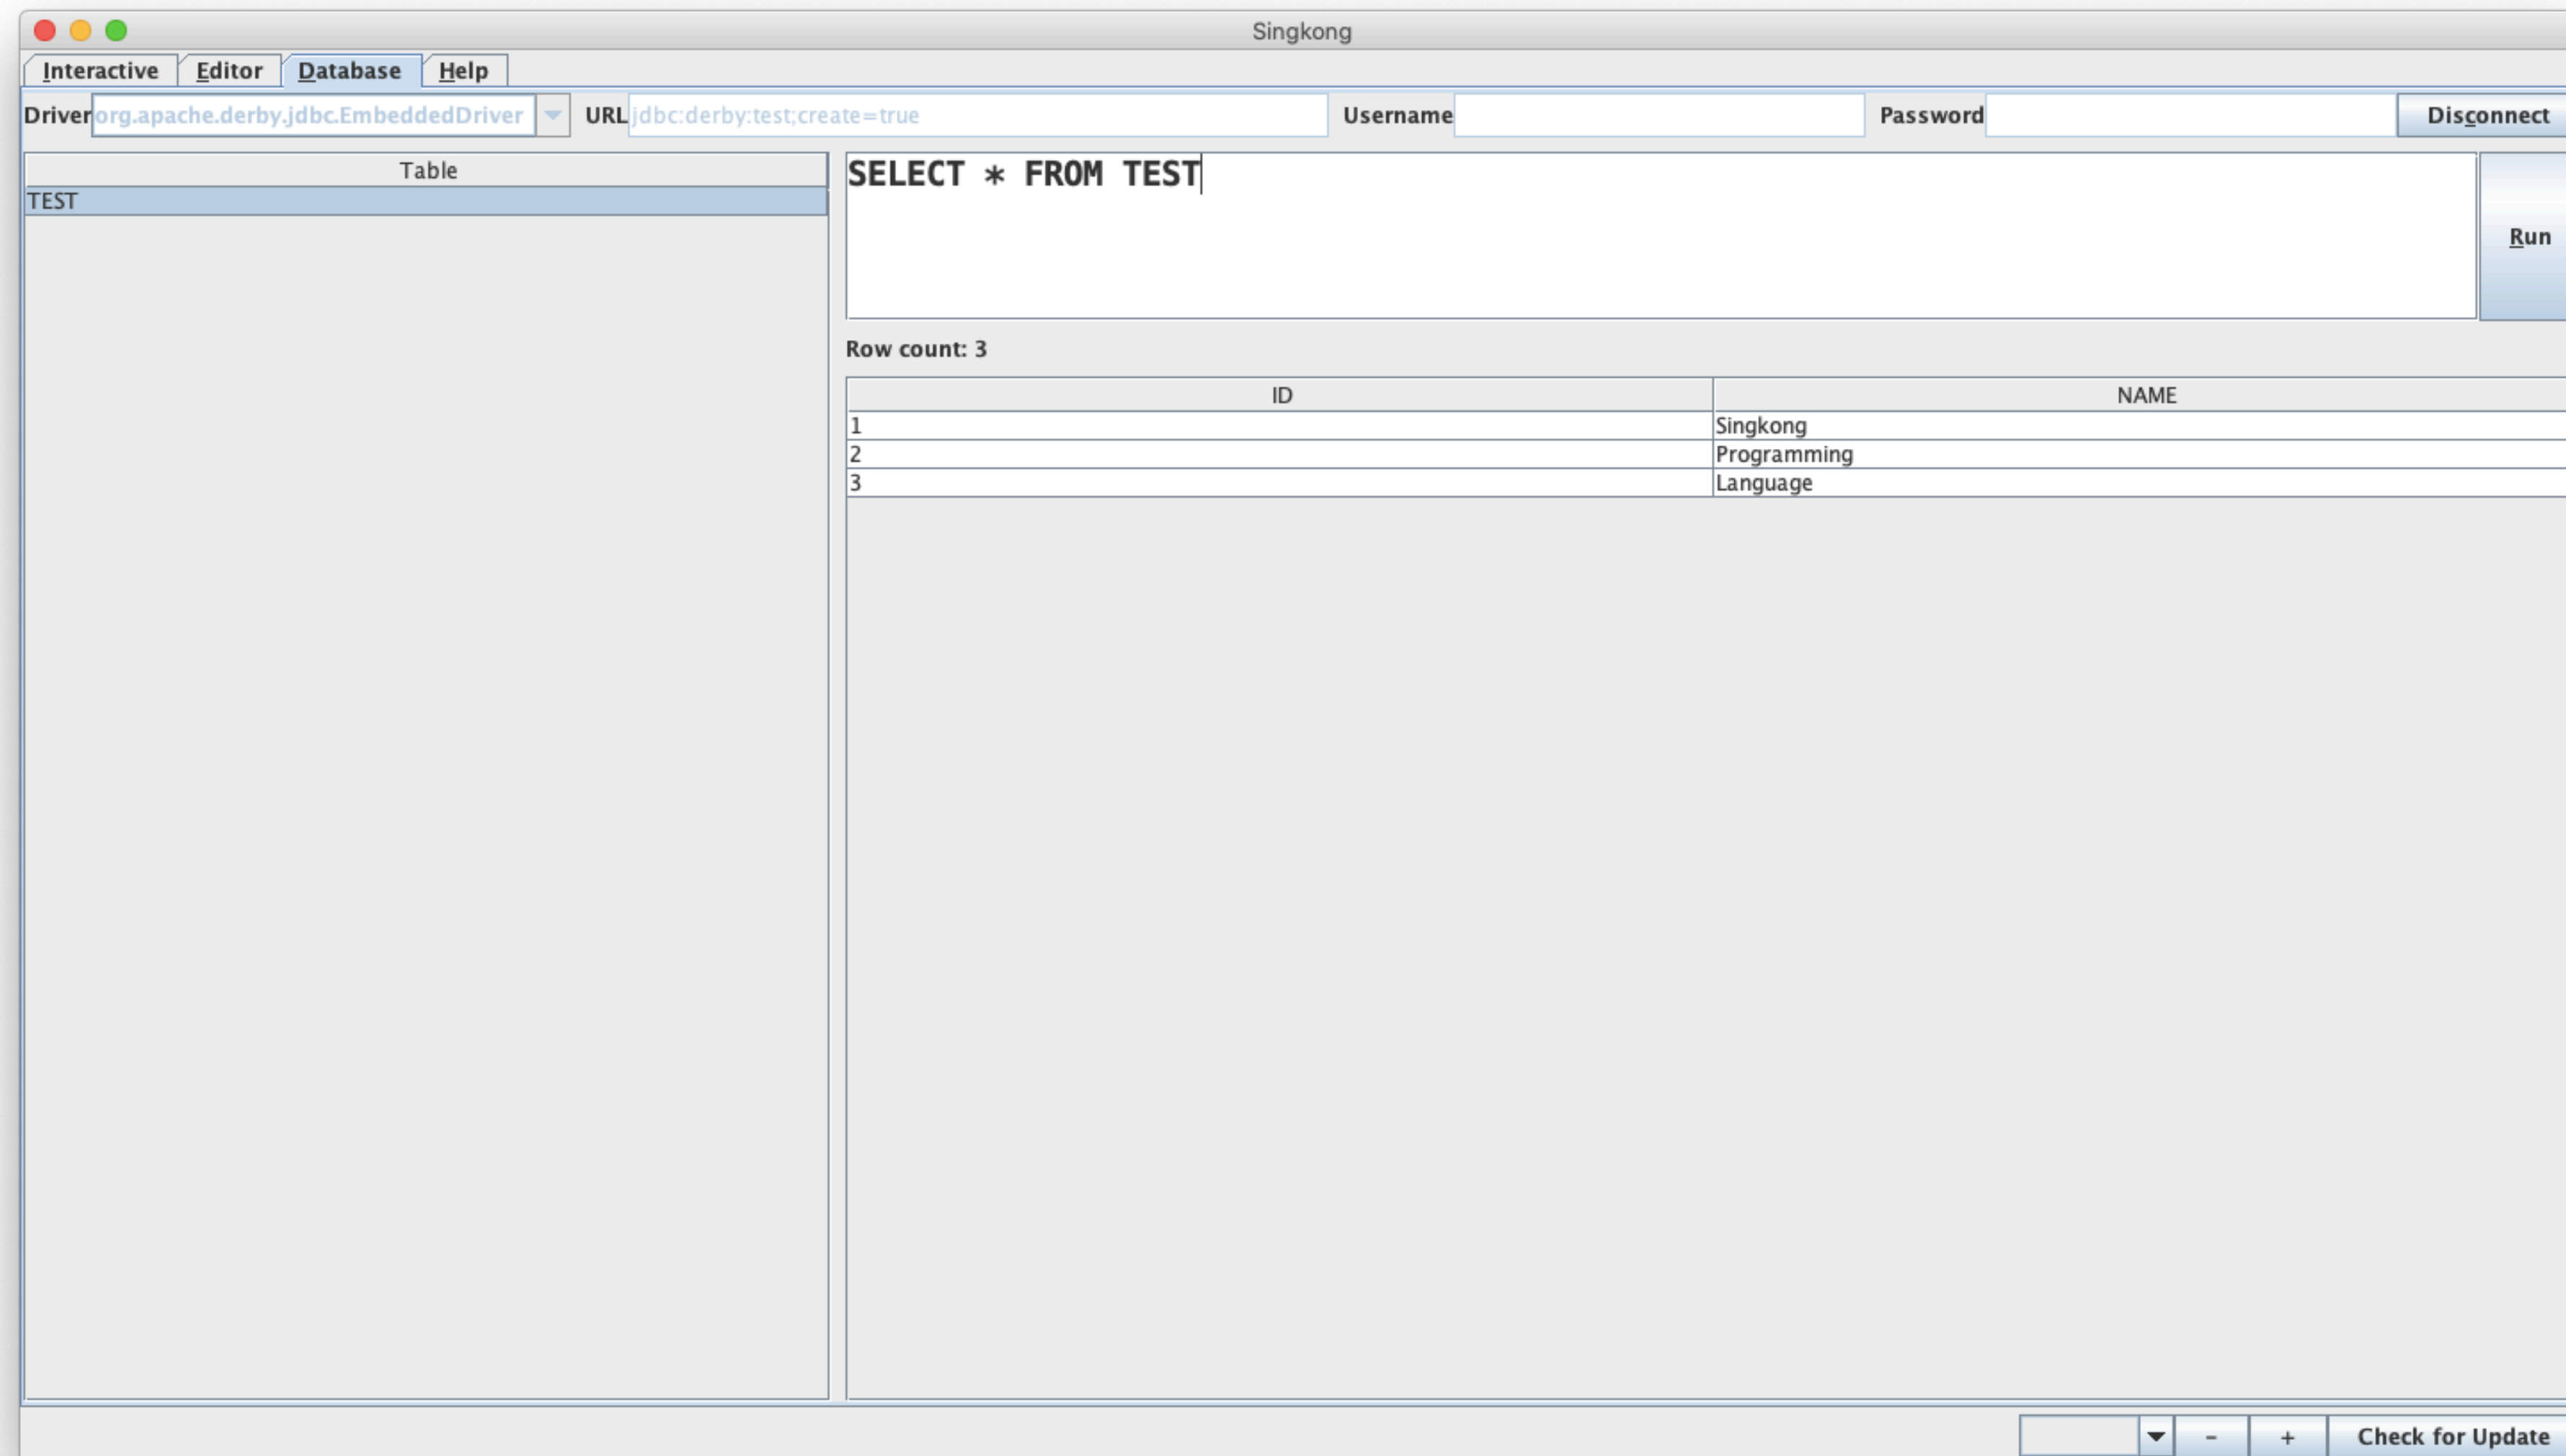 Singkong
Interactive Editor Database Help
Driver org.apache.derby.jdbc.EmbeddedDriver URL jdbc:derby:test;create=true Username Password Disconnect
Table
TEST
SELECT * FROM TEST
Run
Row count: 3
ID NAME
1 Singkong
2 Programming
3 Language
- + Check for Update